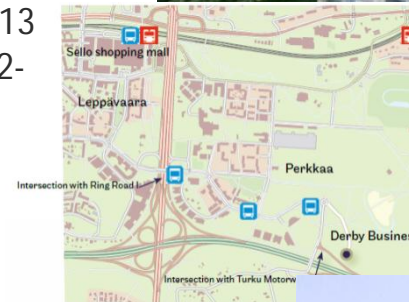 13
2-
Sello shopping mall
Leppävaara
Intersection with Ring Road I
Perkkaa
Derby Busines
Intersection with Turku Motorw